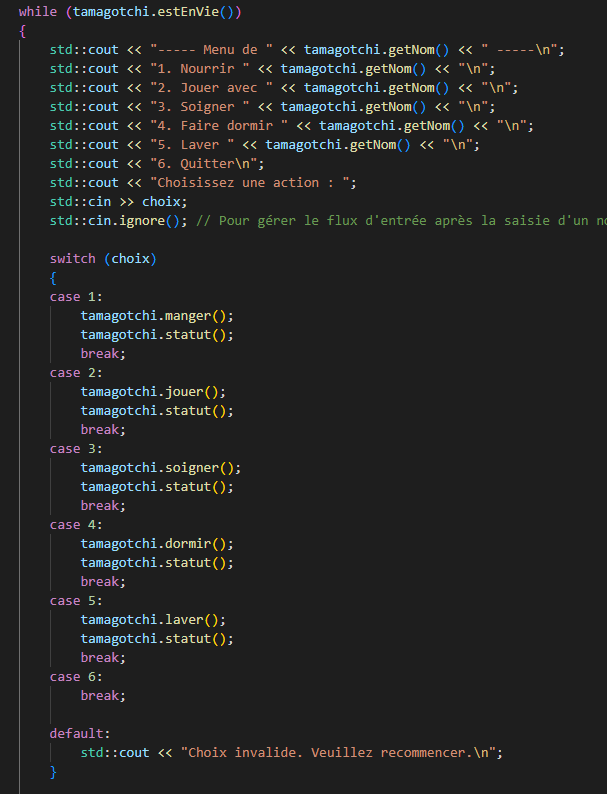 while (tamagotchi.estEnVie())
{
std::cout << "----- Menu de " << tamagotchi.getNom() << " -----\n";
std::cout << "1. Nourrir " << tamagotchi.getNom() << "\n";
std::cout << "2. Jouer avec " << tamagotchi.getNom() << "\n";
std::cout << "3. Soigner " << tamagotchi.getNom() << "\n";
std::cout << "4. Faire dormir " << tamagotchi.getNom() << "\n";
std::cout << "5. Laver " << tamagotchi.getNom() << "\n";
std::cout << "6. Quitter\n";
std::cout << "Choisissez une action : ";
std::cin >> choix;
std::cin.ignore(); // Pour gérer le flux d'entrée après la saisie d'un
switch (choix)
{
case 1:
tamagotchi.manger();
tamagotchi.statut();
break;
case 2:
tamagotchi.jouer();
tamagotchi.statut();
break;
case 3:
tamagotchi.soigner();
tamagotchi.statut();
break;
case 4:
tamagotchi.dormir();
tamagotchi.statut();
break;
case 5:
tamagotchi.laver();
tamagotchi.statut();
break;
case 6:
break;
default:
std::cout << "Choix invalide. Veuillez recommencer.\n";
}